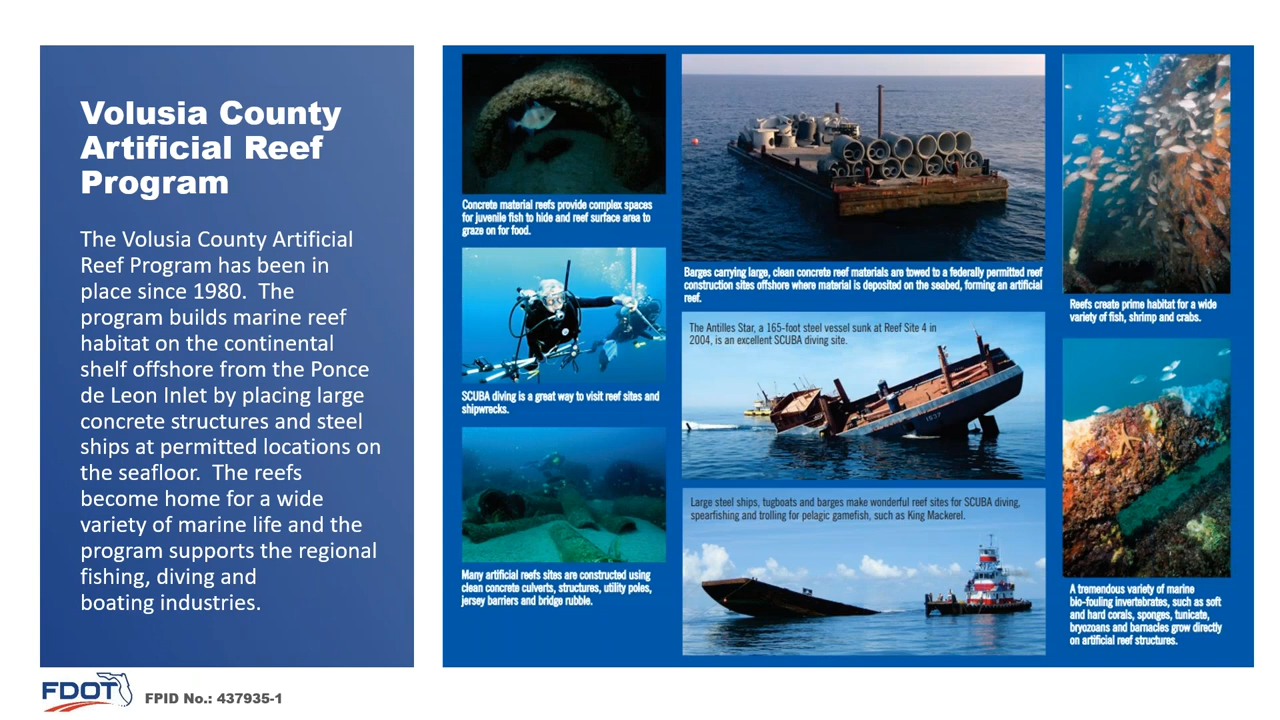 Volusia County
Artificial Reef
Program
The Volusia County Artificial
Reef Program has been in
place since 1980.  The
program builds marine reef
habitat on the continental
shelf offshore from the Ponce
de Leon Inlet by placing large
concrete structures and steel
ships at permitted locations on
the seafloor.  The reefs
become home for a wide
variety of marine life and the
program supports the regional
fishing, diving and
boating industries.
Concrete material reefs provide complex spaces
for juvenile fish to hide and reef surface area to
graze on for food.
SCUBA diving is a great way to visit reef sites and
shipwrecks.
Many artificial reefs sites are constructed using
clean concrete culverts, structures, utility poles,
jersey barriers and bridge rubble.
Barges carrying large, clean concrete reef materials are towed to a federally permitted reef
construction sites offshore where material is deposited on the seabed, forming an artificial
reef.
The Antilles Star, a 165-foot steel vessel sunk at Reef Site 4 in
2004, is an excellent SCUBA diving site.
Large steel ships, tugboats and barges make wonderful reef sites for SCUBA diving,
spearfishing and trolling for pelagic gamefish, such as King Mackerel.
Reefs create prime habitat for a wide
variety of fish, shrimp and crabs.
A tremendous variety of marine
bio-fouling invertebrates, such as soft
and hard corals, sponges, tunicate,
bryozoans and barnacles grow directly
on artificial reef structures.
FDOT
FPID No.: 437935-1